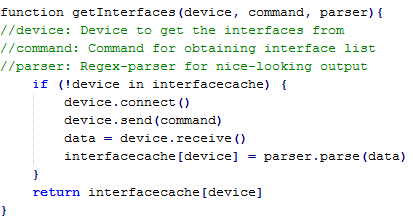 function getInterfaces(device, command, parser){
//device: Device to get the interfaces from
//command: Command for obtaining interface list
//parser: Regex-parser for nice-looking output
if (!device in interfacecache) {
device.connect()
device.send(command)
data = device.receive()
interfacecache[device] = parser.parse(data)
}
return interfacecache[device]
}